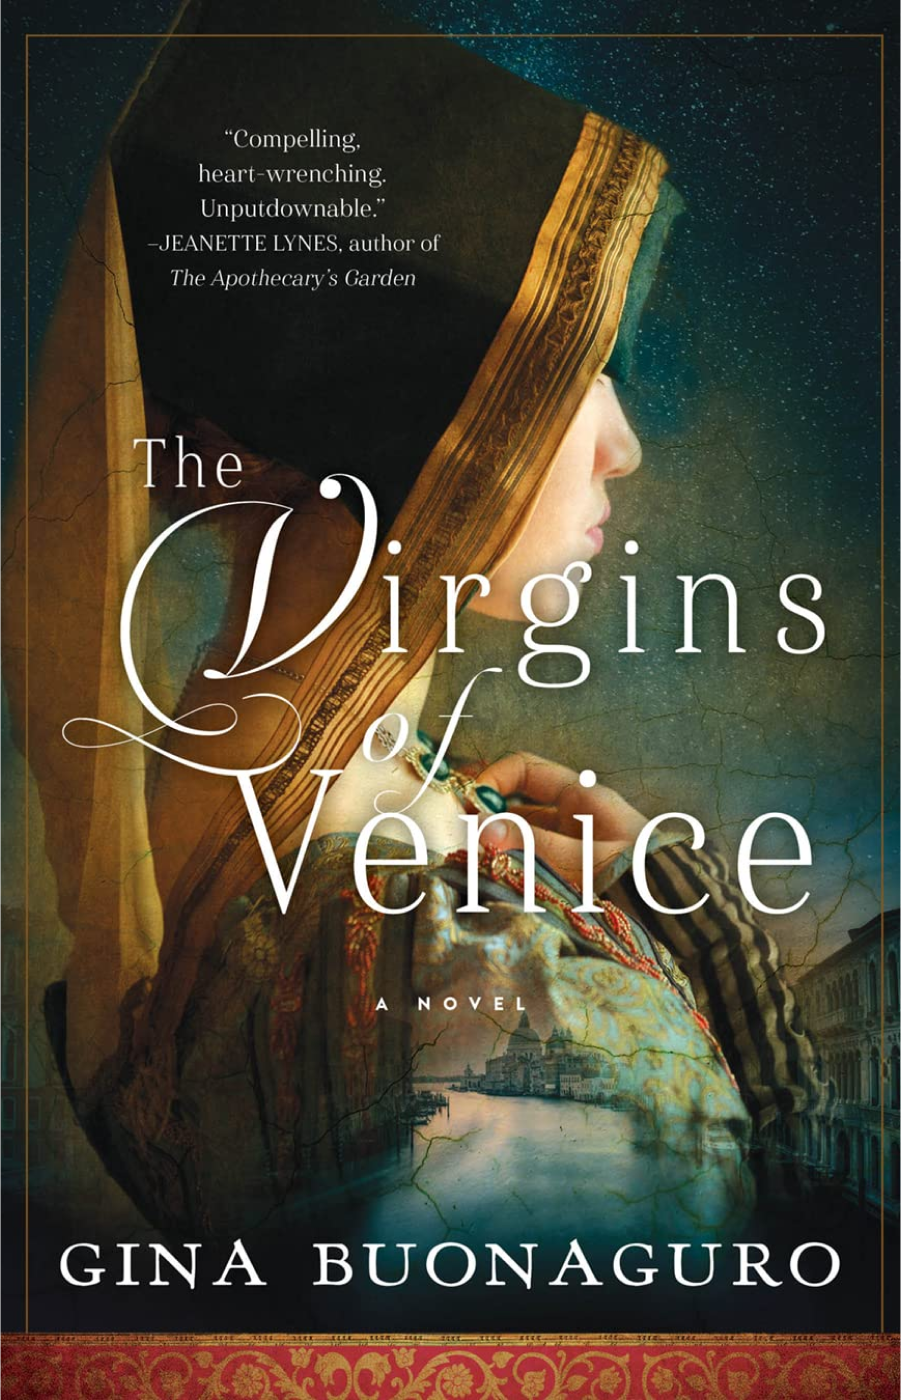 “Compelling,
heart-wrenching.
Unputdownable.”
–JEANETTE LYNES, author of
The Apothecary’s Garden
The
Virgins
of
Venice
A NOVEL
GINA BUONAGURO